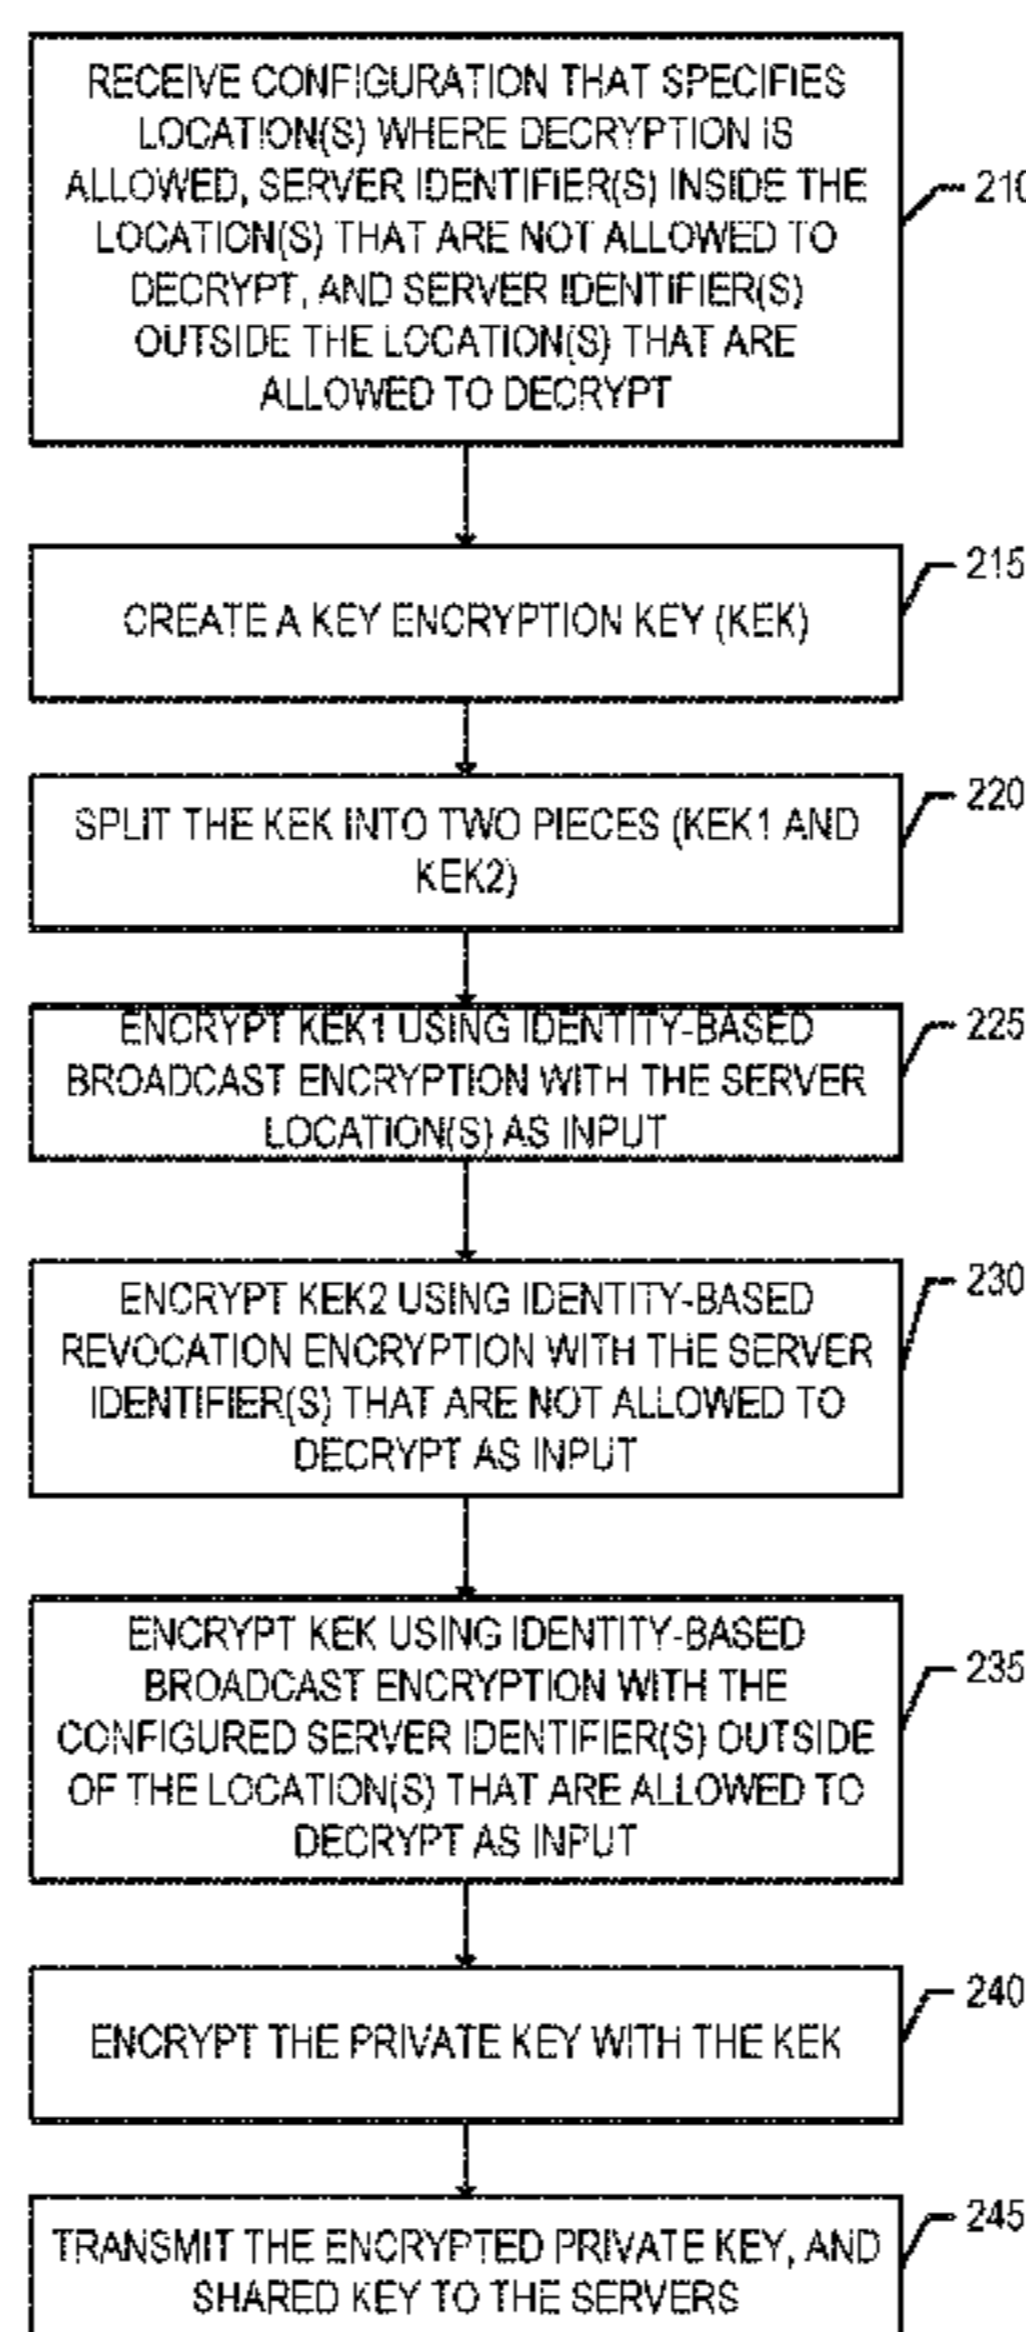 RECEIVE CONFIGURATION THAT SPECIFIES
LOCATION(S) WHERE DECRYPTION IS
ALLOWED, SERVER IDENTIFIER(S) INSIDE THE
LOCATION(S) THAT ARE NOT ALLOWED TO
DECRYPT, AND SERVER IDENTIFIER(S)
OUTSIDE THE LOCATION(S) THAT ARE
ALLOWED TO DECRYPT
210
CREATE A KEY ENCRYPTION KEY (KEK)
215
SPLIT THE KEK INTO TWO PIECES (KEK1 AND
KEK2)
220
ENCRYPT KEK1 USING IDENTITY-BASED
BROADCAST ENCRYPTION WITH THE SERVER
LOCATION(S) AS INPUT
225
ENCRYPT KEK2 USING IDENTITY-BASED
REVOCATION ENCRYPTION WITH THE SERVER
IDENTIFIER(S) THAT ARE NOT ALLOWED TO
DECRYPT AS INPUT
230
ENCRYPT KEK USING IDENTITY-BASED
BROADCAST ENCRYPTION WITH THE
CONFIGURED SERVER IDENTIFIER(S) OUTSIDE
OF THE LOCATION(S) THAT ARE ALLOWED TO
DECRYPT AS INPUT
235
ENCRYPT THE PRIVATE KEY WITH THE KEK
240
TRANSMIT THE ENCRYPTED PRIVATE KEY, AND
SHARED KEY TO THE SERVERS
245